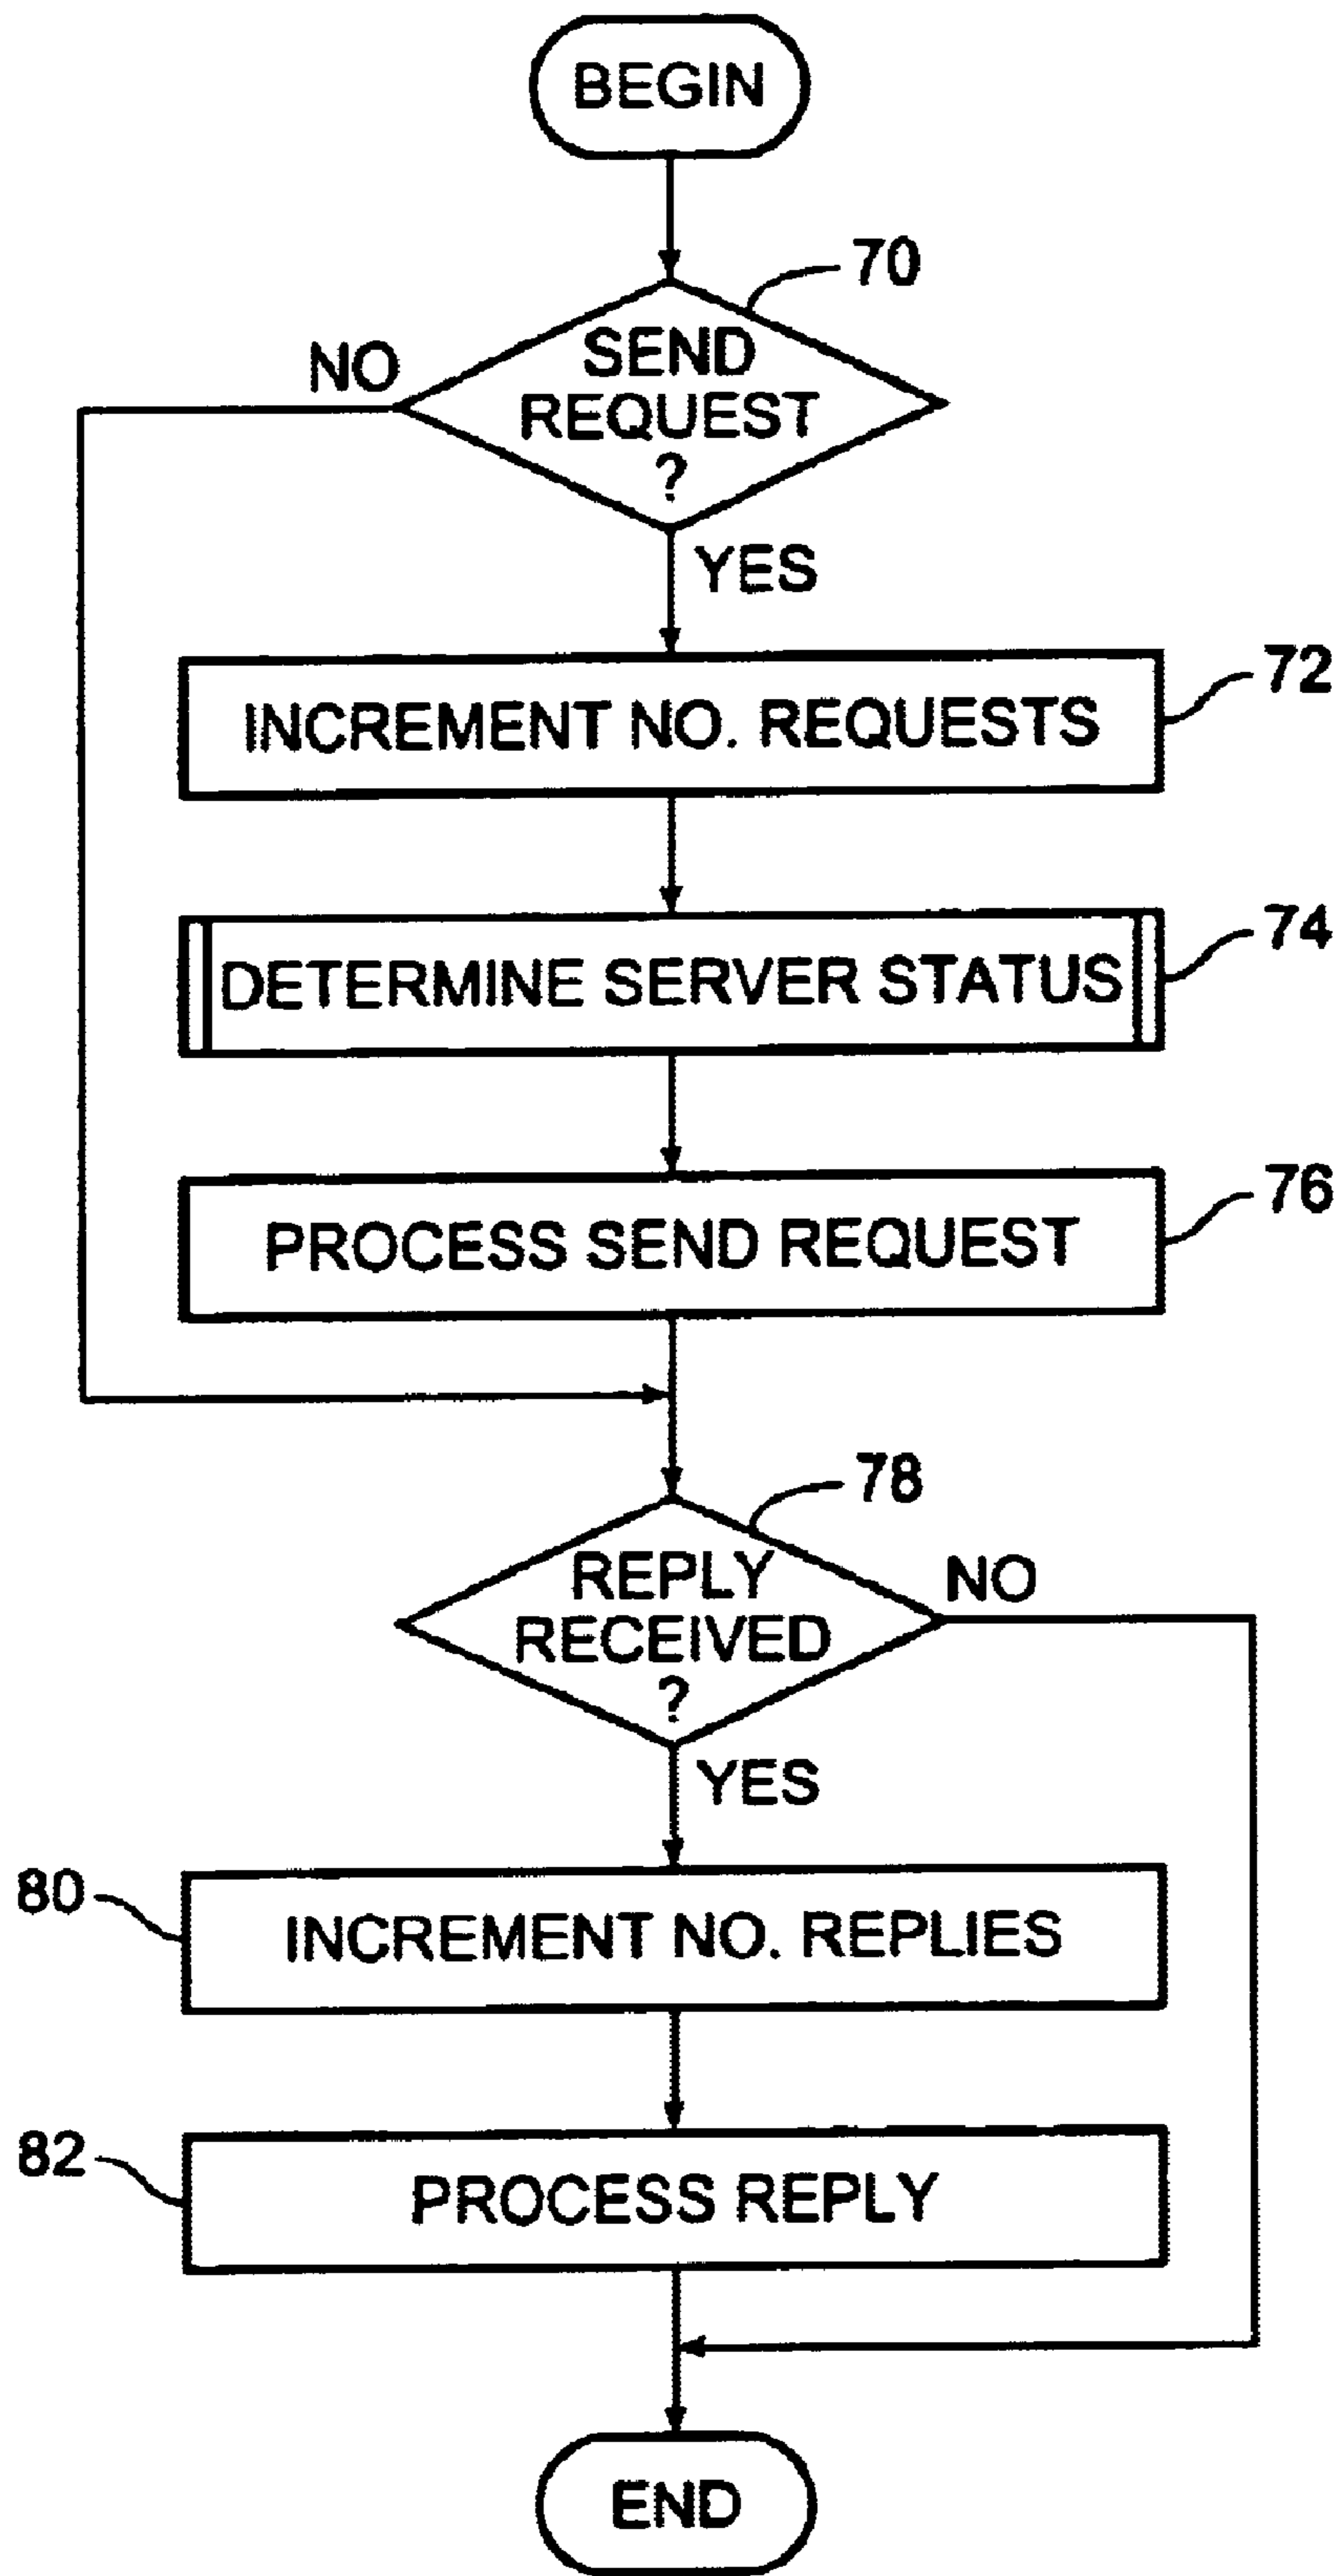 BEGIN
70
SEND
REQUEST
?
NO
YES
INCREMENT NO. REQUESTS
72
DETERMINE SERVER STATUS
74
PROCESS SEND REQUEST
76
78
REPLY
RECEIVED
?
NO
YES
80
INCREMENT NO. REPLIES
82
PROCESS REPLY
END